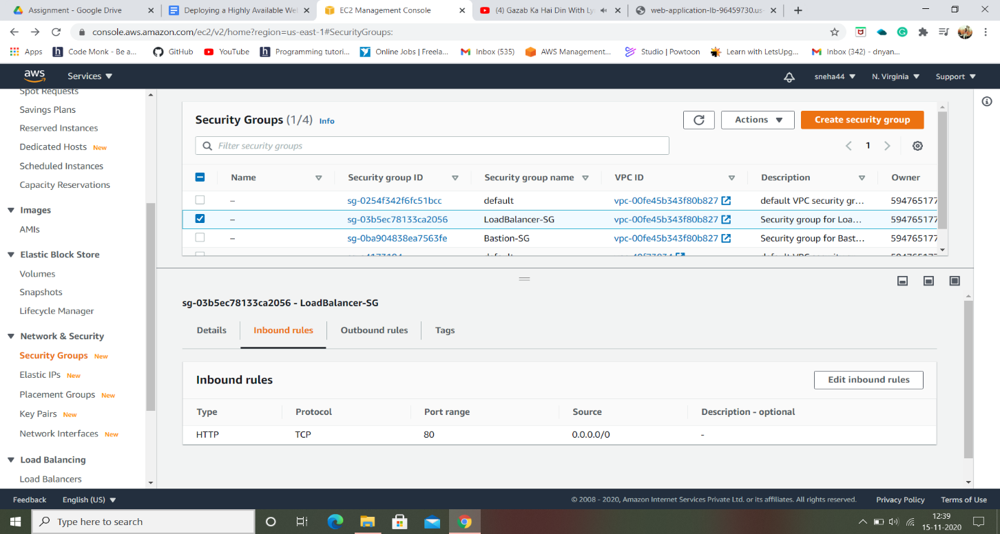 Assignment - Google Drive
Deploying a Highly Available We
EC2 Management Console
(4) Gazab Ka Hai Din With Ly
web-application-lb-96459730.us-
console.aws.amazon.com/ec2/v2/home?region=us-east-1#SecurityGroups:
Apps
Code Monk - Be a...
GitHub
YouTube
Programming tutori...
Online Jobs | Freela...
Inbox (535)
AWS Management...
Studio | Powtoon
Learn with LetsUpg...
Inbox (342) - dnyan...
aws
Services
sneha44
N. Virginia
Support
Spot Requests
Savings Plans
Reserved Instances
Dedicated Hosts New
Scheduled Instances
Capacity Reservations
Images
AMIs
Elastic Block Store
Volumes
Snapshots
Lifecycle Manager
Network & Security
Security Groups New
Elastic IPs New
Placement Groups New
Key Pairs New
Network Interfaces New
Load Balancing
Load Balancers
Security Groups (1/4) Info
Actions
Create security group
Filter security groups
1
Name Security group ID Security group name VPC ID Description Owner
– sg-0254f342f6fc51bcc default vpc-00fe45b343f80b827 default VPC security gr... 594765177
– sg-03b5ec78133ca2056 LoadBalancer-SG vpc-00fe45b343f80b827 Security group for Loa... 594765177
– sg-0ba904838ea7563fe Bastion-SG vpc-00fe45b343f80b827 Security group for Bast... 594765177
sg-03b5ec78133ca2056 - LoadBalancer-SG
Details
Inbound rules
Outbound rules
Tags
Inbound rules
Edit inbound rules
Type Protocol Port range Source Description - optional
HTTP TCP 80 0.0.0.0/0 -
Feedback
English (US)
© 2008 - 2020, Amazon Internet Services Private Ltd. or its affiliates. All rights reserved.
Privacy Policy
Terms of Use
Type here to search
12:39
15-11-2020